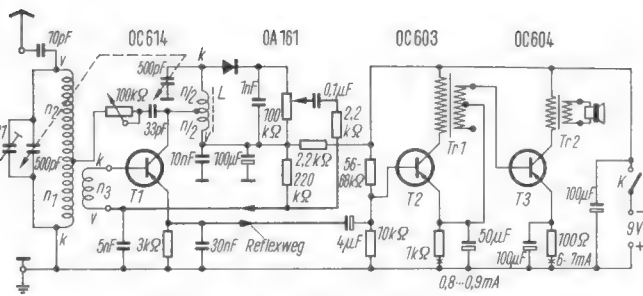 OC614 OA161 OC603 OC604
70pF
v
k
500pF
100kΩ
n/2
L
n/2
1nF
0,1µF
100 kΩ
2,2 kΩ
n2
33pF
500pF
k
10nF
100µF
2,2kΩ
56-68kΩ
Tr1
Tr2
n1
n3
T1
220 kΩ
T2
T3
100µF
K
9V
v
k
5nF
3kΩ
30nF
Reflexweg
4µF
10kΩ
1kΩ
50µF
100µF
100Ω
6-7mA
0,8...0,9mA